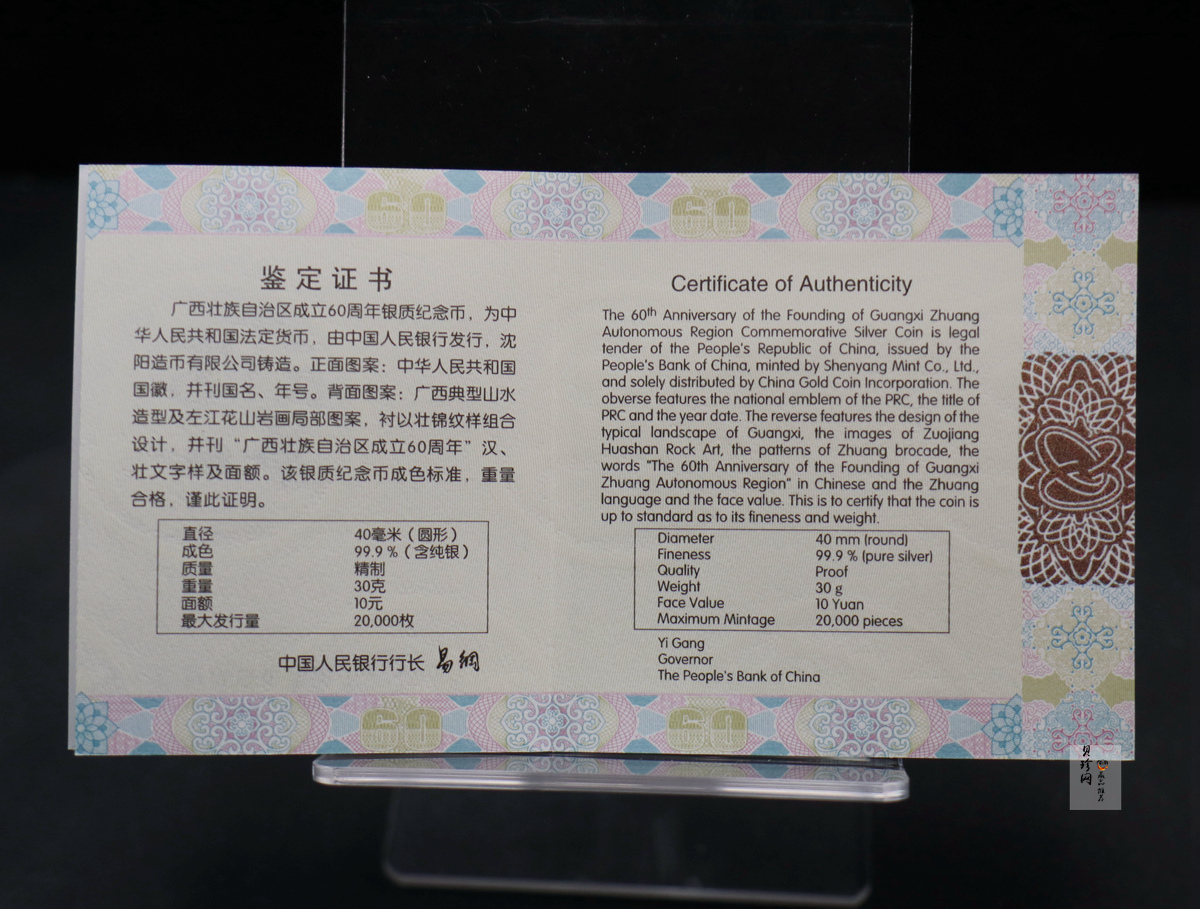 鉴定证书
广西壮族自治区成立60周年银质纪念币，为中
华人民共和国法定货币，由中国人民银行发行，沈
阳造币有限公司铸造。正面图案：中华人民共和国
国徽，并刊国名、年号。背面图案：广西典型山水
造型及左江花山岩画局部图案，衬以壮锦纹样组合
设计，并刊“广西壮族自治区成立60周年”汉、
壮文字样及面额。该银质纪念币成色标准，重量
合格，谨此证明。
直径 40毫米（圆形）
成色 99.9％（含纯银）
质量 精制
重量 30克
面额 10元
最大发行量 20,000枚
中国人民银行行长 易纲
Certificate of Authenticity
The 60th Anniversary of the Founding of Guangxi Zhuang
Autonomous Region Commemorative Silver Coin is legal
tender of the People's Republic of China, issued by the
People's Bank of China, minted by Shenyang Mint Co., Ltd.,
and solely distributed by China Gold Coin Incorporation. The
obverse features the national emblem of the PRC, the title of
PRC and the year date. The reverse features the design of the
typical landscape of Guangxi, the images of Zuojiang
Huashan Rock Art, the patterns of Zhuang brocade, the
words "The 60th Anniversary of the Founding of Guangxi
Zhuang Autonomous Region" in Chinese and the Zhuang
language and the face value. This is to certify that the coin is
up to standard as to its fineness and weight.
Diameter 40 mm (round)
Fineness 99.9 % (pure silver)
Quality Proof
Weight 30 g
Face Value 10 Yuan
Maximum Mintage 20,000 pieces
Yi Gang
Governor
The People's Bank of China
60
60
60
60
贝珍网